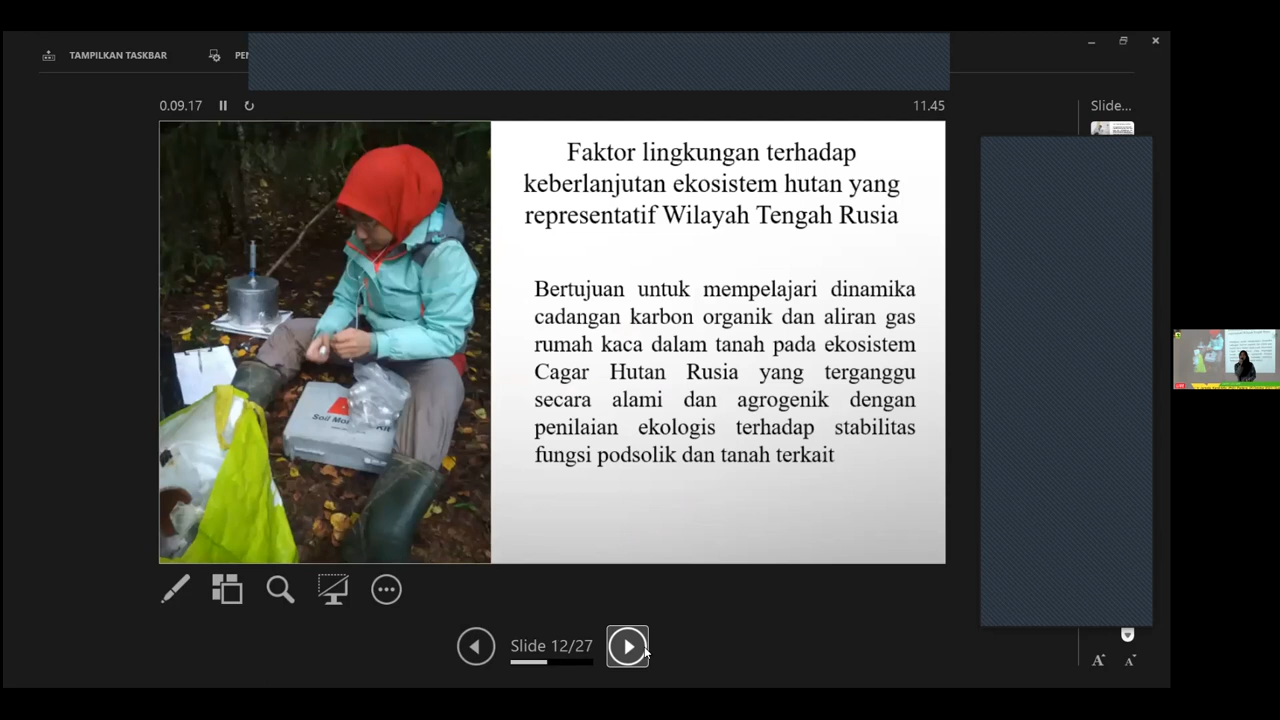 TAMPILKAN TASKBAR
0.09.17
11.45
Slide...
Faktor lingkungan terhadap
keberlanjutan ekosistem hutan yang
representatif Wilayah Tengah Rusia
Bertujuan untuk mempelajari dinamika
cadangan karbon organik dan aliran gas
rumah kaca dalam tanah pada ekosistem
Cagar Hutan Rusia yang terganggu
secara alami dan agrogenik dengan
penilaian ekologis terhadap stabilitas
fungsi podsolik dan tanah terkait
Soil
Slide 12/27
A A